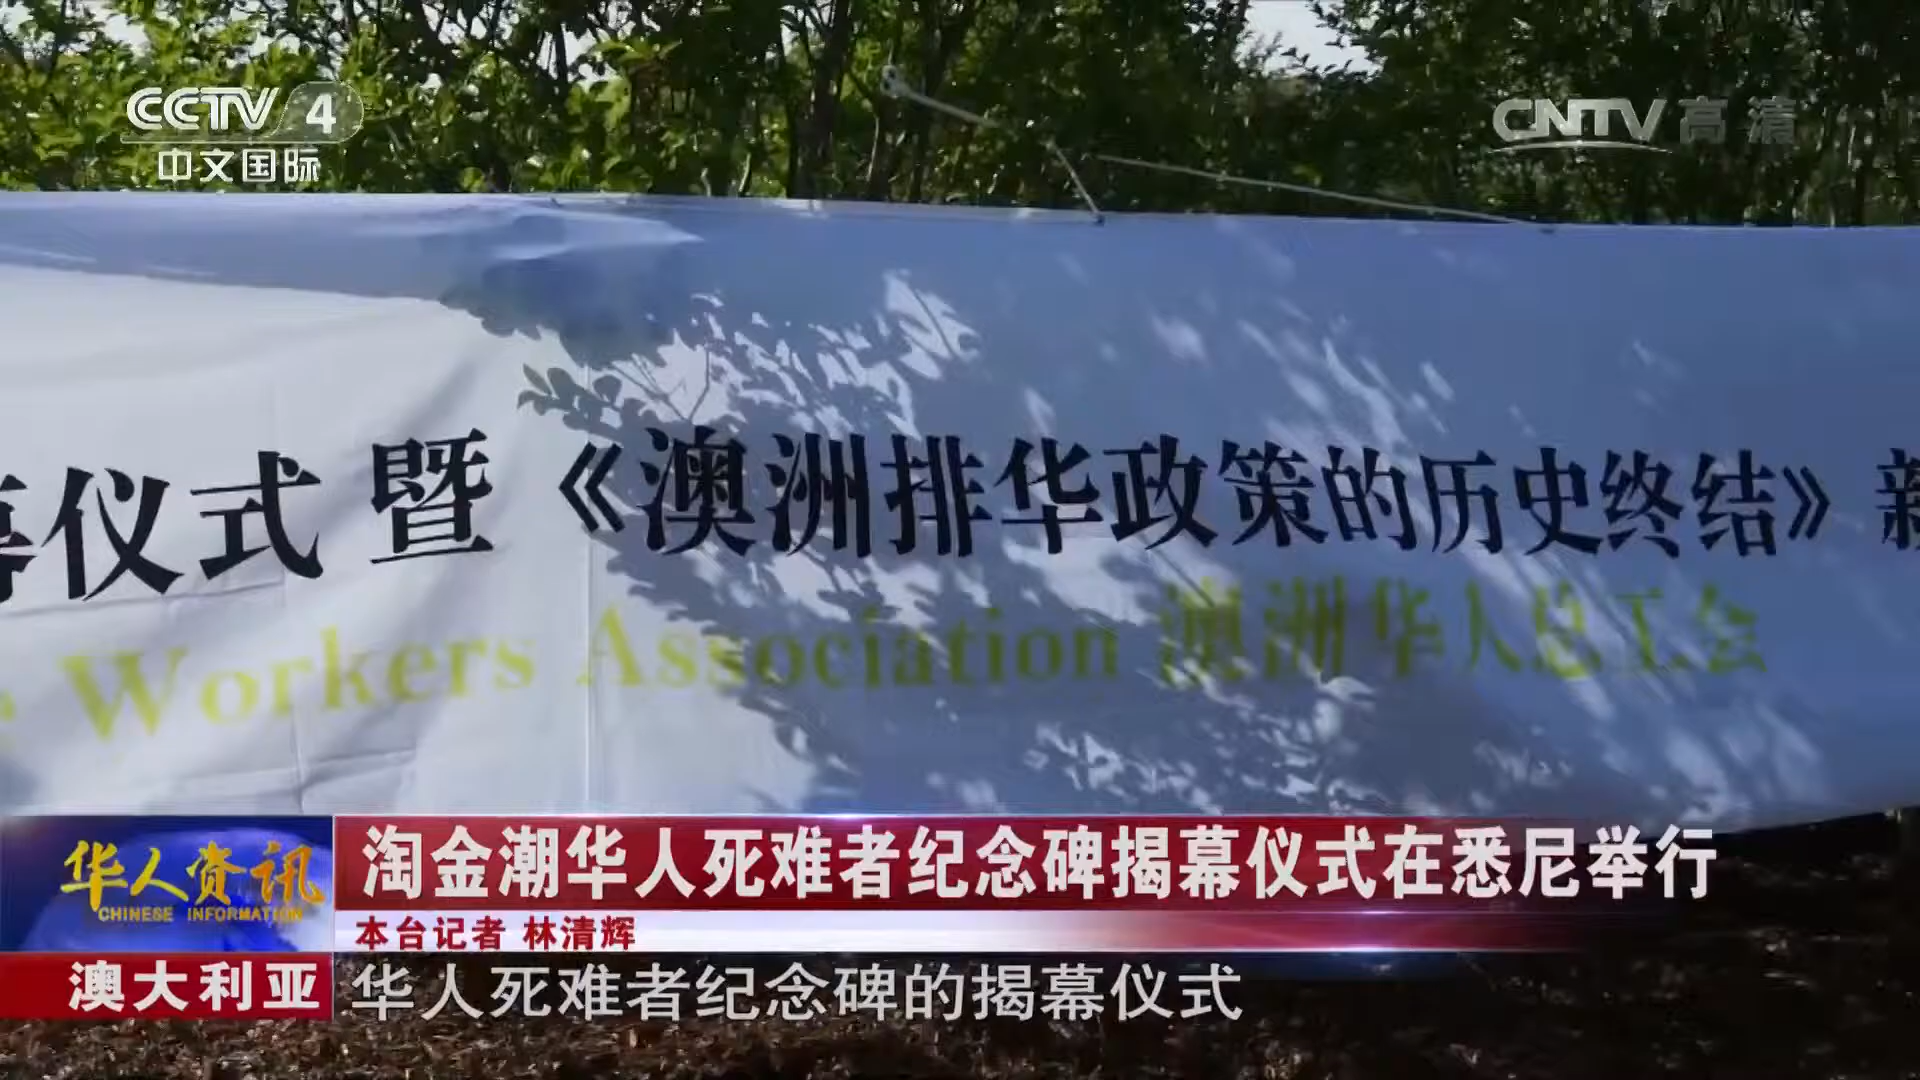 CCTV 4
中文国际
CNTV 高清
幕仪式 暨 《澳洲排华政策的历史终结》新
Workers Association 澳洲华人总工会
华人资讯
CHINESE INFORMATION
淘金潮华人死难者纪念碑揭幕仪式在悉尼举行
本台记者 林清辉
澳大利亚
华人死难者纪念碑的揭幕仪式